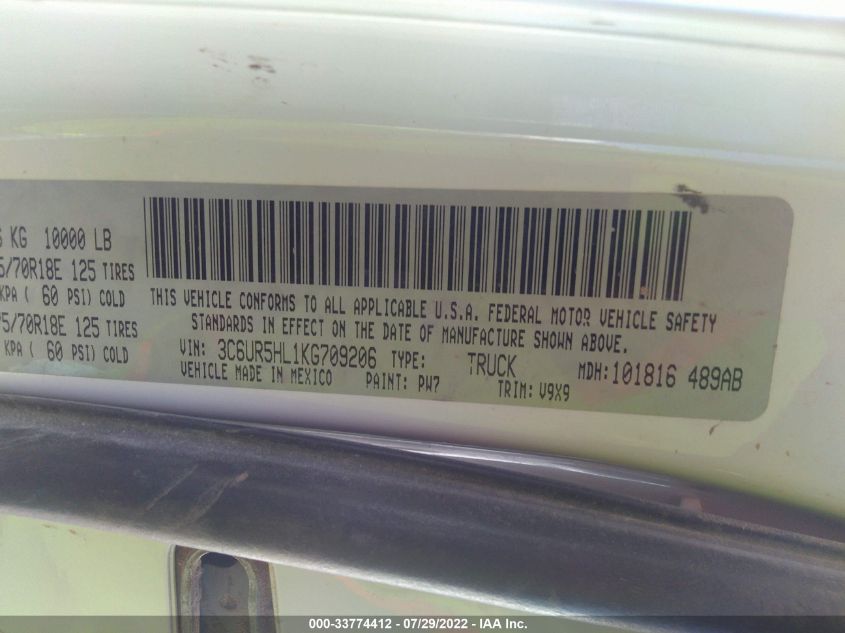 KG 10000 LB
/70R18E 125 TIRES
KPA ( 60 PSI) COLD
/70R18E 125 TIRES
KPA ( 60 PSI) COLD
THIS VEHICLE CONFORMS TO ALL APPLICABLE U.S.A. FEDERAL MOTOR VEHICLE SAFETY
STANDARDS IN EFFECT ON THE DATE OF MANUFACTURE SHOWN ABOVE.
VIN: 3C6UR5HL1KG709206 TYPE: TRUCK MDH:101816 489AB
VEHICLE MADE IN MEXICO PAINT: PW7 TRIM: V9X9
000-33774412 - 07/29/2022 - IAA Inc.